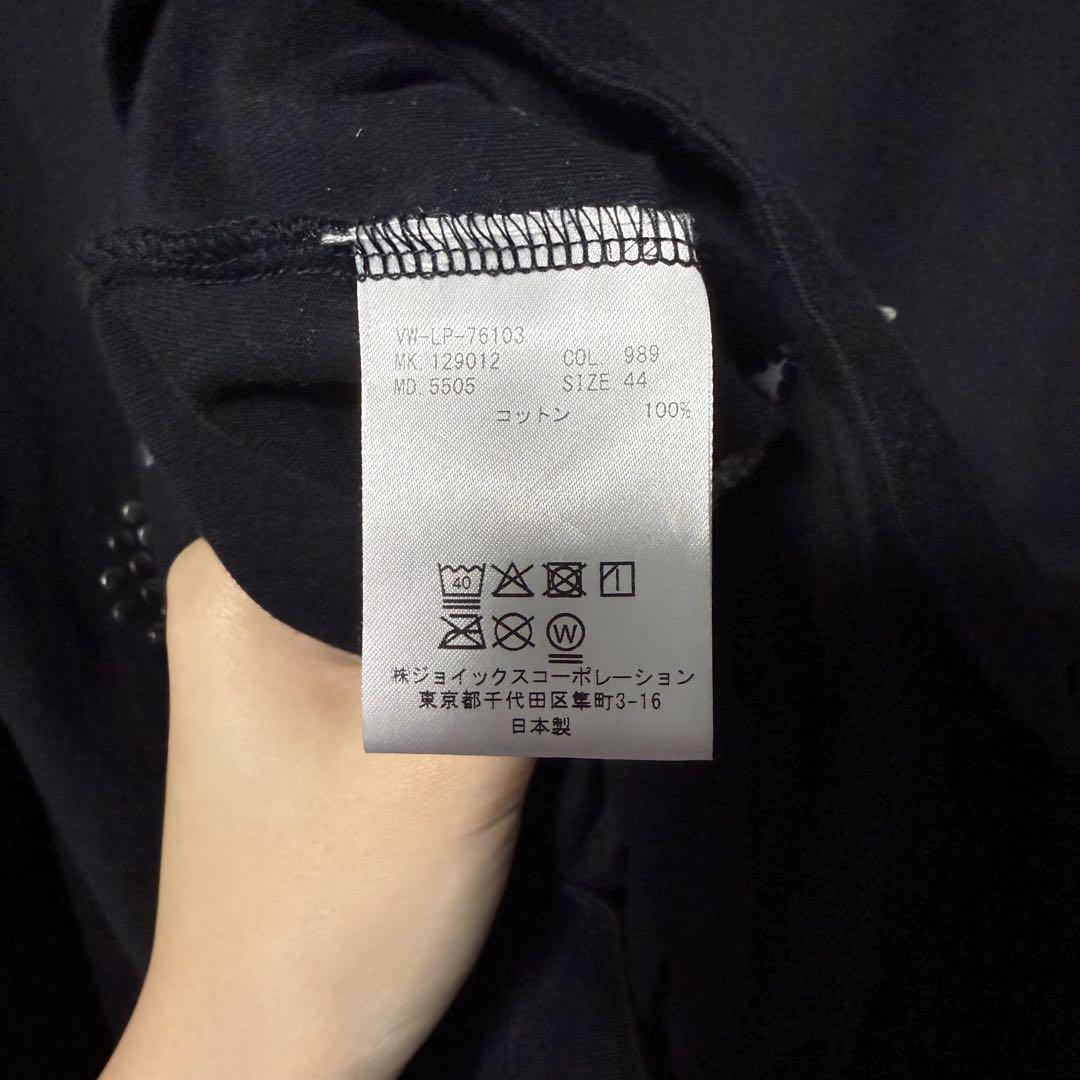 VW-LP-76103
MK. 129012 COL. 989
MD. 5505 SIZE 44
コットン 100%
40
W
株ジョイックスコーポレーション
東京都千代田区隼町3-16
日本製